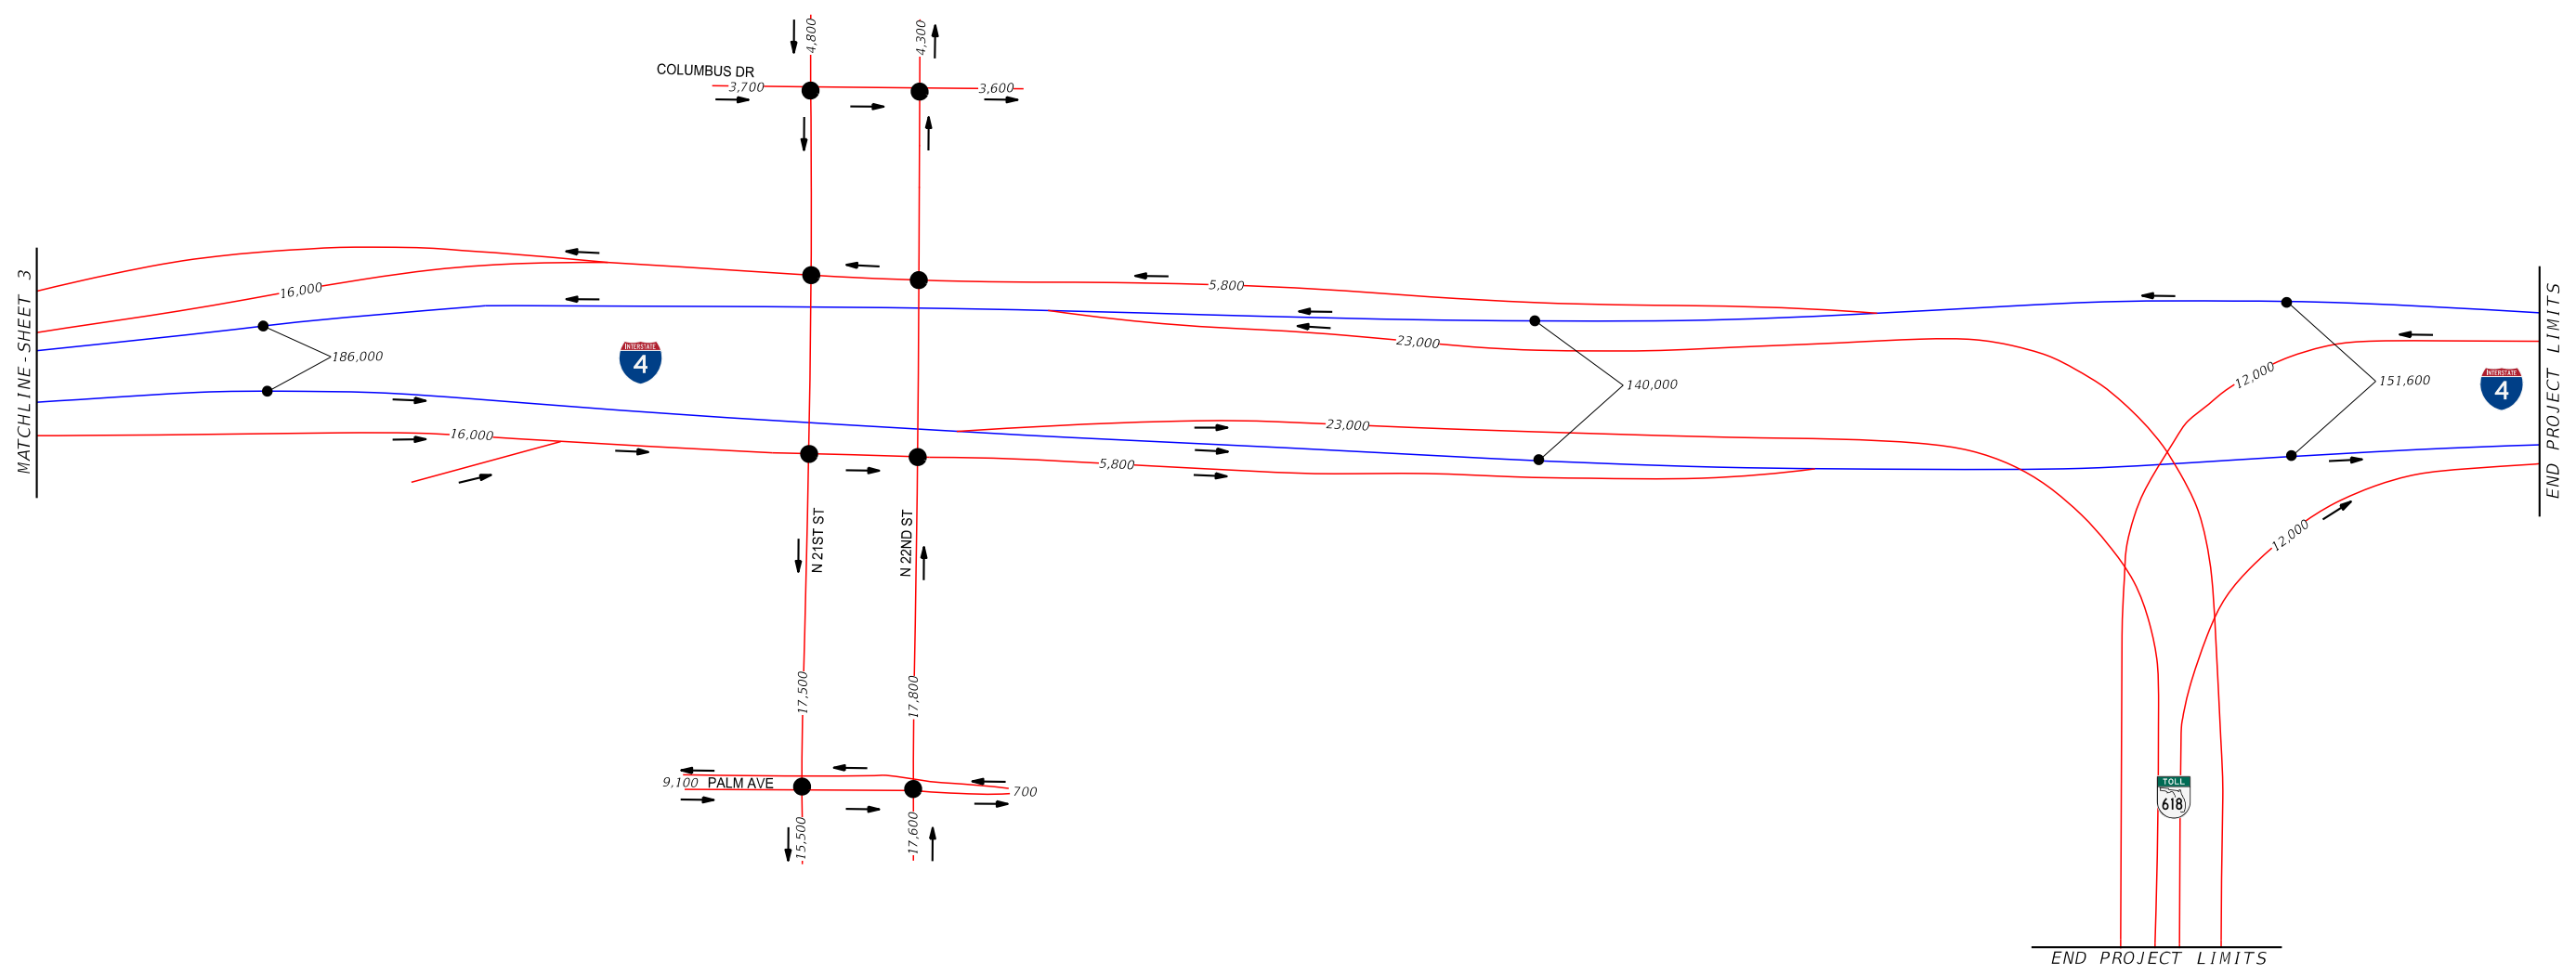 4,800
4,300
COLUMBUS DR
3,700
3,600
MATCHLINE - SHEET 3
16,000
5,800
23,000
186,000
INTERSTATE
4
140,000
12,000
151,600
INTERSTATE
4
END PROJECT LIMITS
16,000
23,000
5,800
12,000
N 21ST ST
N 22ND ST
17,500
17,800
9,100
PALM AVE
700
15,500
17,600
TOLL
618
END PROJECT LIMITS